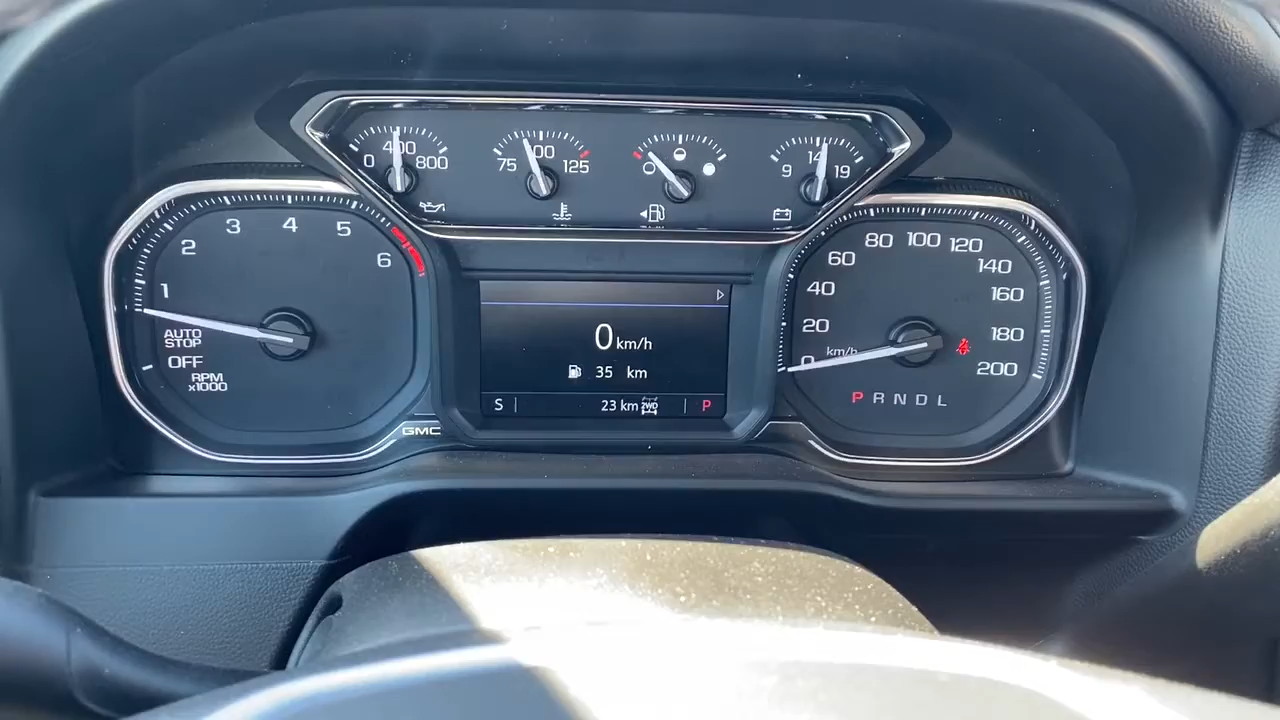 0 400 800
75 100 125
9 14 19
1 2 3 4 5 6
AUTO
STOP
OFF
RPM
x1000
GMC
0 km/h
35 km
S 23 km 2WD P
0 20 40 60 80 100 120 140 160 180 200
km/h
P R N D L